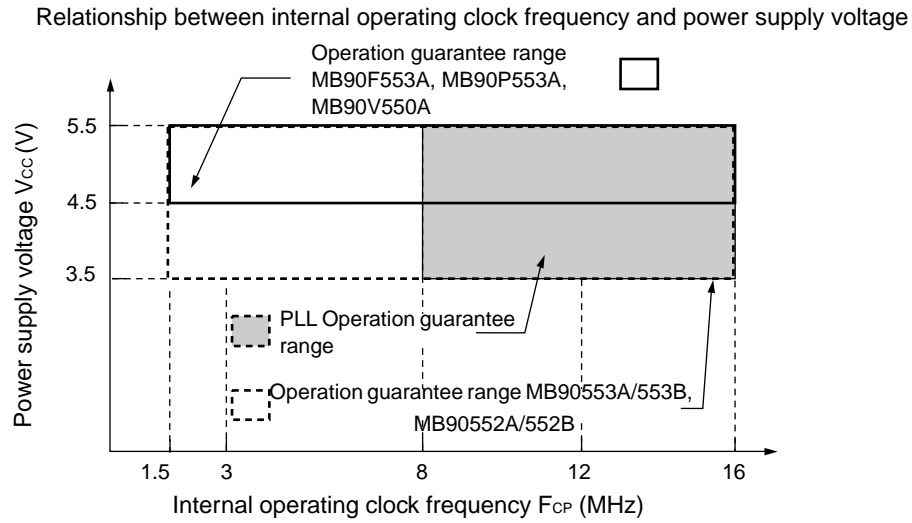 Relationship between internal operating clock frequency and power supply voltage
Operation guarantee range
MB90F553A, MB90P553A,
MB90V550A
Power supply voltage VCC (V)
5.5
4.5
3.5
PLL Operation guarantee
range
Operation guarantee range MB90553A/553B,
MB90552A/552B
1.5 3 8 12 16
Internal operating clock frequency FCP (MHz)